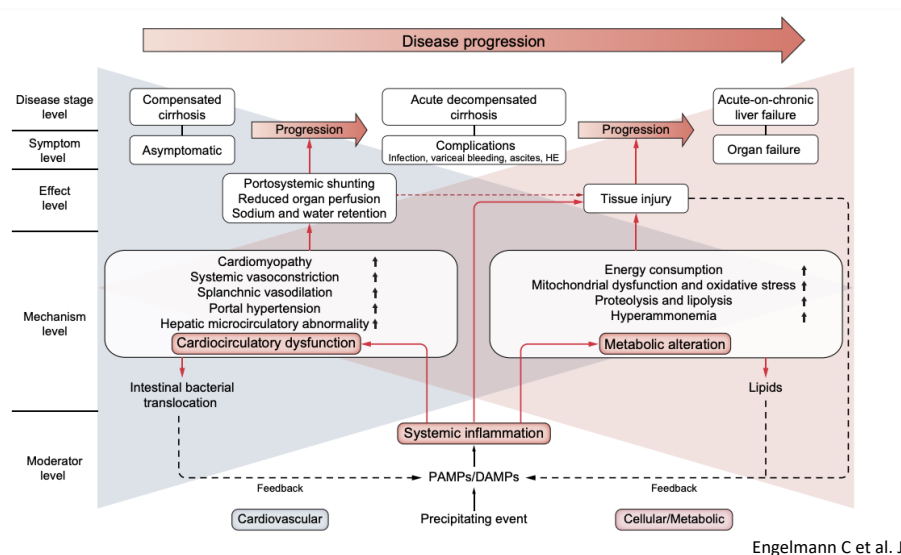 Disease progression
Disease stage
level
Compensated
cirrhosis
Acute decompensated
cirrhosis
Acute-on-chronic
liver failure
Progression
Progression
Symptom
level
Asymptomatic
Complications
Infection, variceal bleeding, ascites, HE
Organ failure
Effect
level
Portosystemic shunting
Reduced organ perfusion
Sodium and water retention
Tissue injury
Mechanism
level
Cardiomyopathy
Systemic vasoconstriction
Splanchnic vasodilation
Portal hypertension
Hepatic microcirculatory abnormality
Cardiocirculatory dysfunction
Energy consumption
Mitochondrial dysfunction and oxidative stress
Proteolysis and lipolysis
Hyperammonemia
Metabolic alteration
Intestinal bacterial
translocation
Lipids
Moderator
level
Systemic inflammation
PAMPs/DAMPs
Feedback
Feedback
Precipitating event
Cardiovascular
Cellular/Metabolic
Engelmann C et al. J